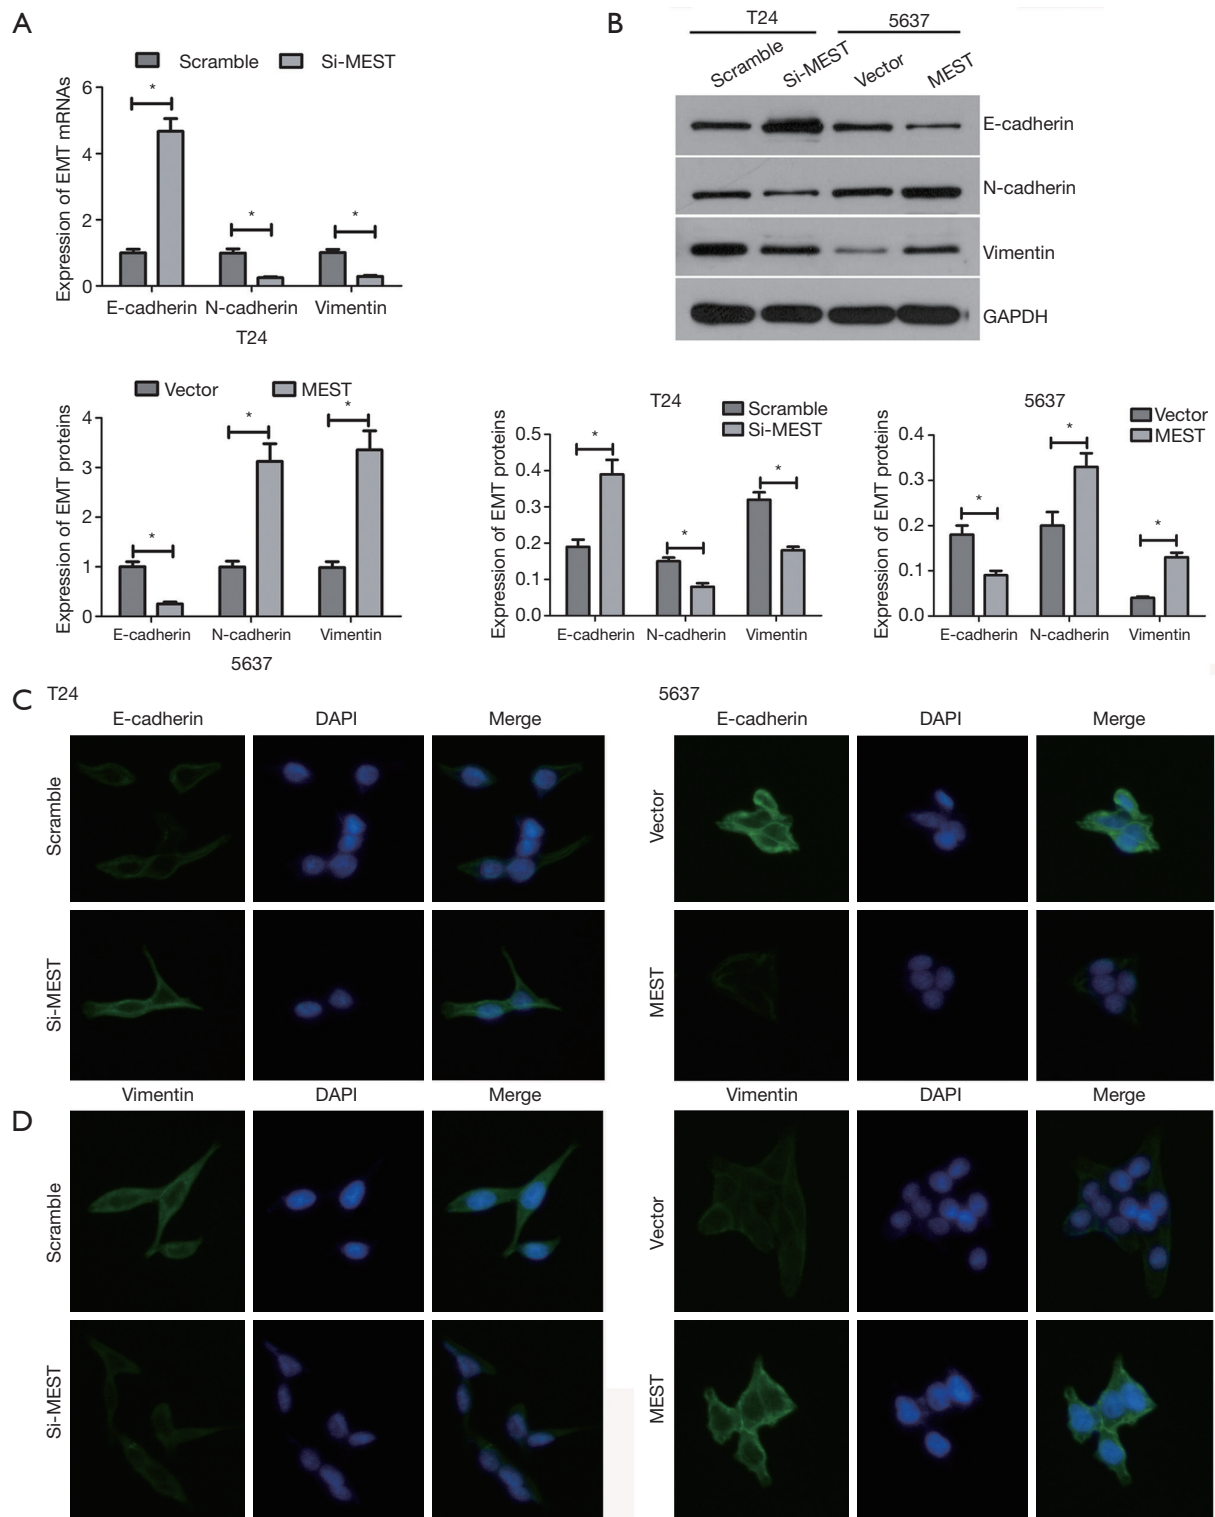 A
Scramble Si-MEST
Expression of EMT mRNAs
6
4
2
0
*
*
*
E-cadherin N-cadherin Vimentin
T24
Vector MEST
Expression of EMT proteins
4
3
2
1
0
*
*
*
E-cadherin N-cadherin Vimentin
5637
B
T24 5637
Scramble Si-MEST Vector MEST
E-cadherin
N-cadherin
Vimentin
GAPDH
T24
Scramble
Si-MEST
Expression of EMT proteins
0.5
0.4
0.3
0.2
0.1
0.0
*
*
*
E-cadherin N-cadherin Vimentin
5637
Vector
MEST
Expression of EMT proteins
0.4
0.3
0.2
0.1
0.0
*
*
*
E-cadherin N-cadherin Vimentin
C
T24
E-cadherin DAPI Merge
Scramble
Si-MEST
5637
E-cadherin DAPI Merge
Vector
MEST
D
Vimentin DAPI Merge
Scramble
Si-MEST
Vimentin DAPI Merge
Vector
MEST